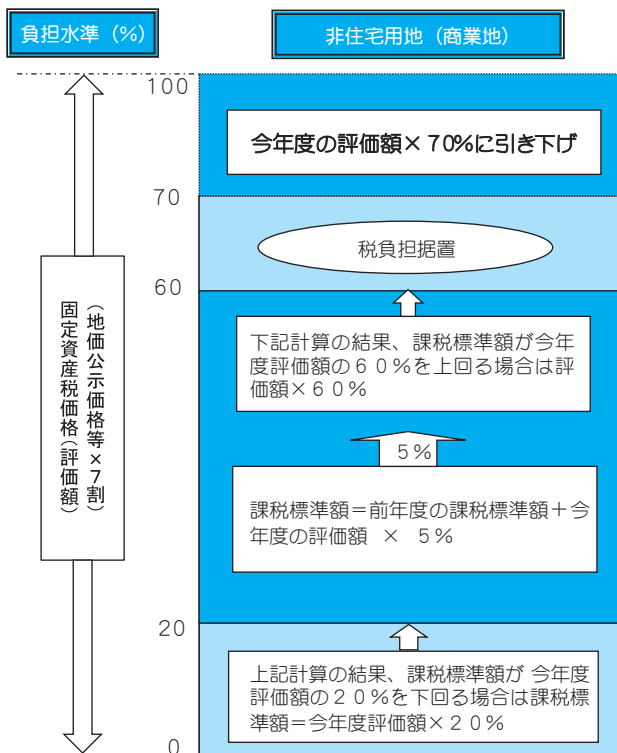 負担水準（%）
非住宅用地（商業地）
100
今年度の評価額×70%に引き下げ
70
税負担据置
60
下記計算の結果、課税標準額が今年
度評価額の60%を上回る場合は評
価額×60%
5%
課税標準額＝前年度の課税標準額＋今
年度の評価額 × 5%
20
上記計算の結果、課税標準額が 今年度
評価額の20%を下回る場合は課税標
準額＝今年度評価額×20%
0
（地価公示価格等×7割）
固定資産税価格（評価額）